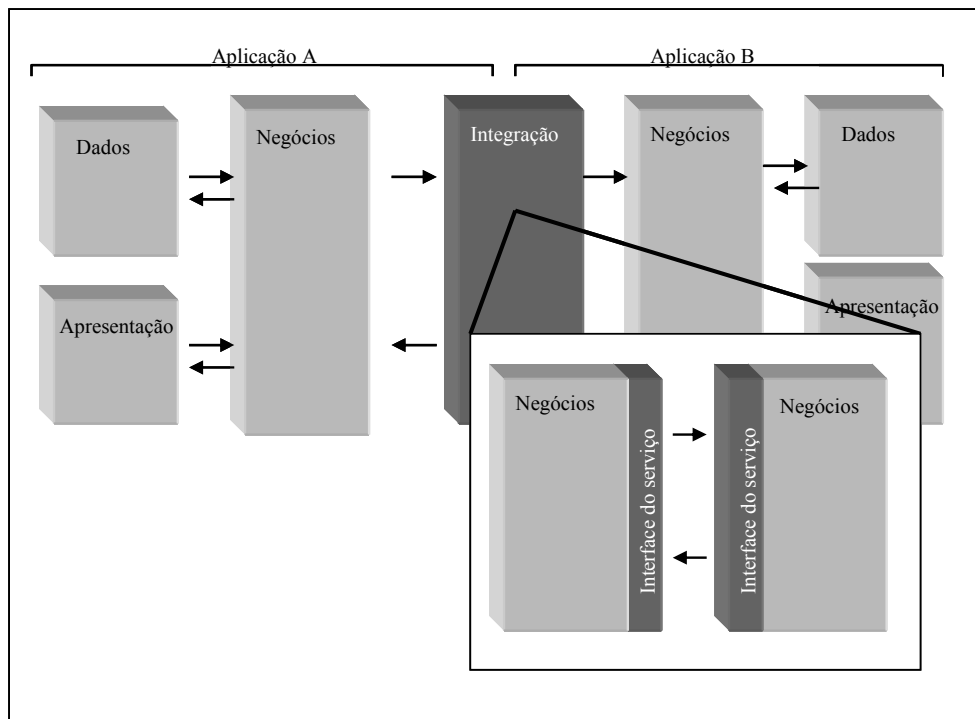 Aplicação A
Aplicação B
Dados
Negócios
Integração
Negócios
Dados
Apresentação
Apresentação
Negócios
Interface do serviço
Interface do serviço
Negócios